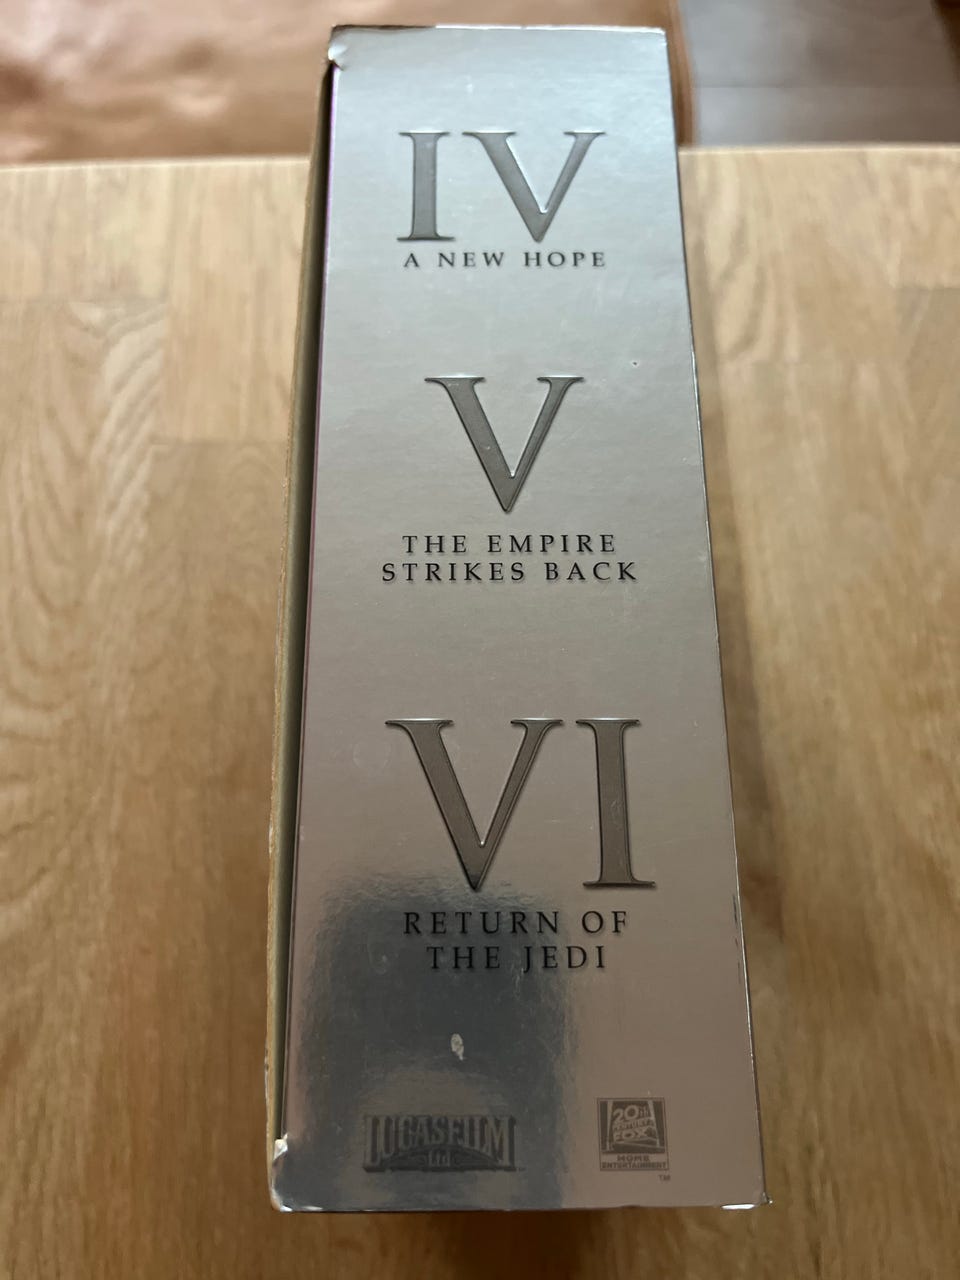 IV
A NEW HOPE
V
THE EMPIRE
STRIKES BACK
VI
RETURN OF
THE JEDI
LUCASFILM
Ltd
20th
CENTURY
FOX
HOME
ENTERTAINMENT
TM